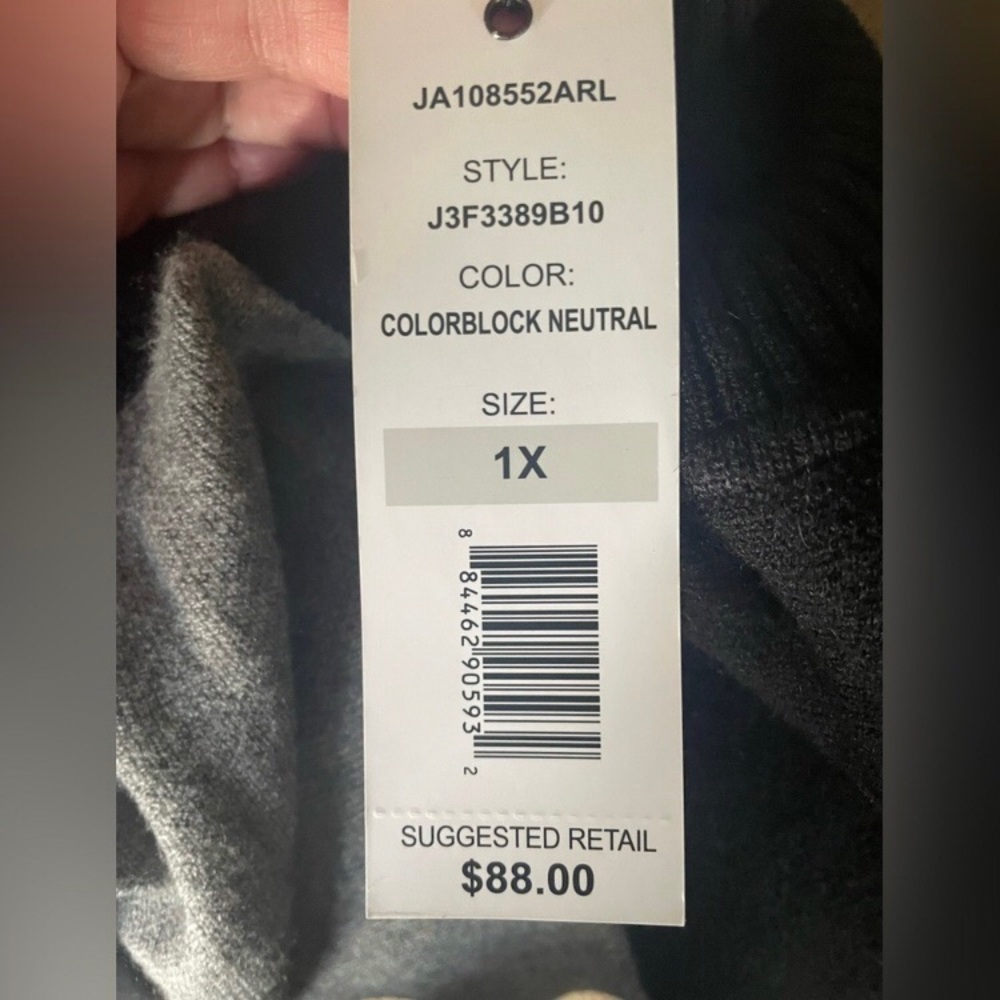 JA108552ARL
STYLE:
J3F3389B10
COLOR:
COLORBLOCK NEUTRAL
SIZE:
1X
8 84462 90593 2
SUGGESTED RETAIL
$88.00